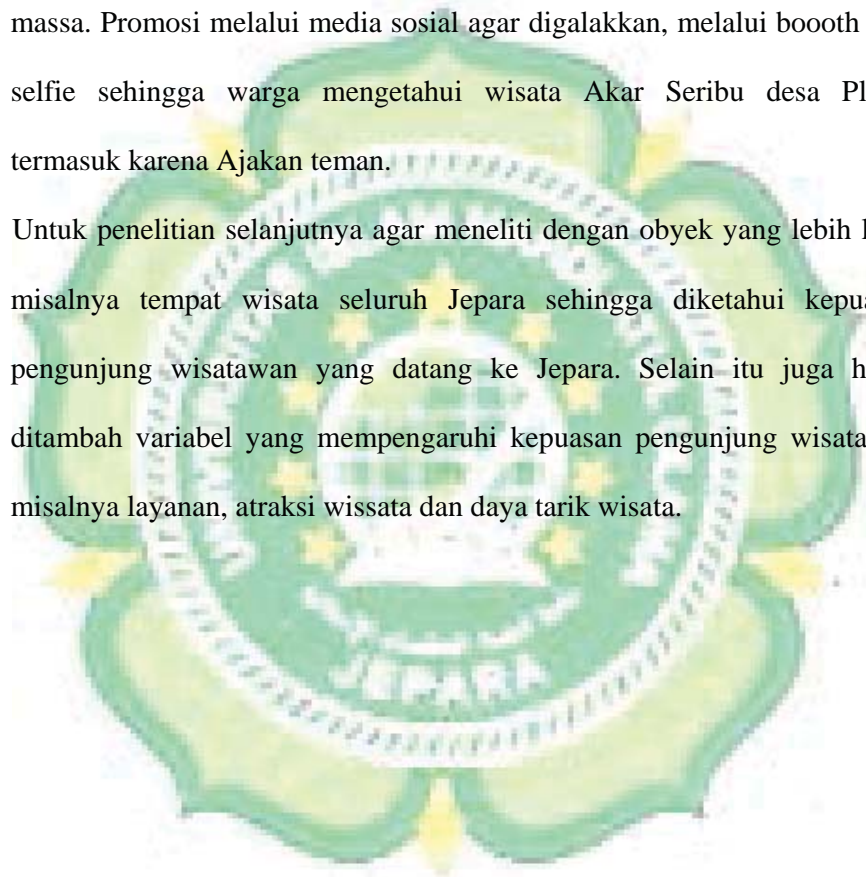 massa. Promosi melalui media sosial agar digalakkan, melalui boooth
selfie sehingga warga mengetahui wisata Akar Seribu desa Pl
termasuk karena Ajakan teman.
Untuk penelitian selanjutnya agar meneliti dengan obyek yang lebih
misalnya tempat wisata seluruh Jepara sehingga diketahui kepua
pengunjung wisatawan yang datang ke Jepara. Selain itu juga h
ditambah variabel yang mempengaruhi kepuasan pengunjung wisata
misalnya layanan, atraksi wissata dan daya tarik wisata.
JEPARA